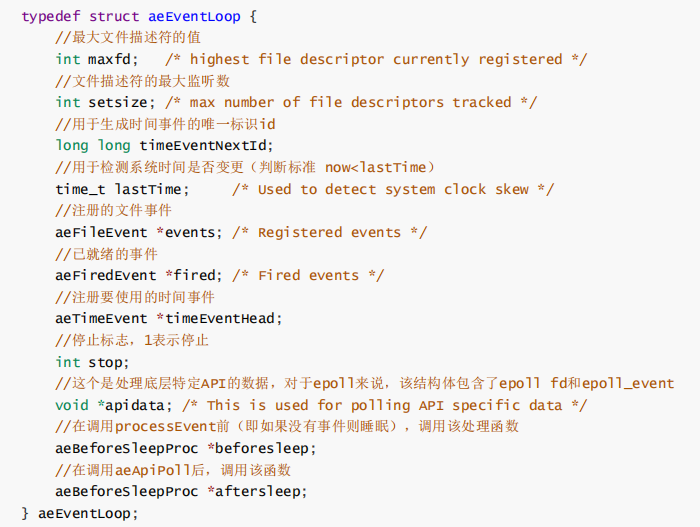 typedef struct aeEventLoop {
//最大文件描述符的值
int maxfd;   /* highest file descriptor currently registered */
//文件描述符的最大监听数
int setsize; /* max number of file descriptors tracked */
//用于生成时间事件的唯一标识id
long long timeEventNextId;
//用于检测系统时间是否变更（判断标准 now<lastTime）
time_t lastTime;     /* Used to detect system clock skew */
//注册的文件事件
aeFileEvent *events; /* Registered events */
//已就绪的事件
aeFiredEvent *fired; /* Fired events */
//注册要使用的时间事件
aeTimeEvent *timeEventHead;
//停止标志，1表示停止
int stop;
//这个是处理底层特定API的数据，对于epoll来说，该结构体包含了epoll fd和epoll_event
void *apidata; /* This is used for polling API specific data */
//在调用processEvent前（即如果没有事件则睡眠），调用该处理函数
aeBeforeSleepProc *beforesleep;
//在调用aeApiPoll后，调用该函数
aeBeforeSleepProc *aftersleep;
} aeEventLoop;